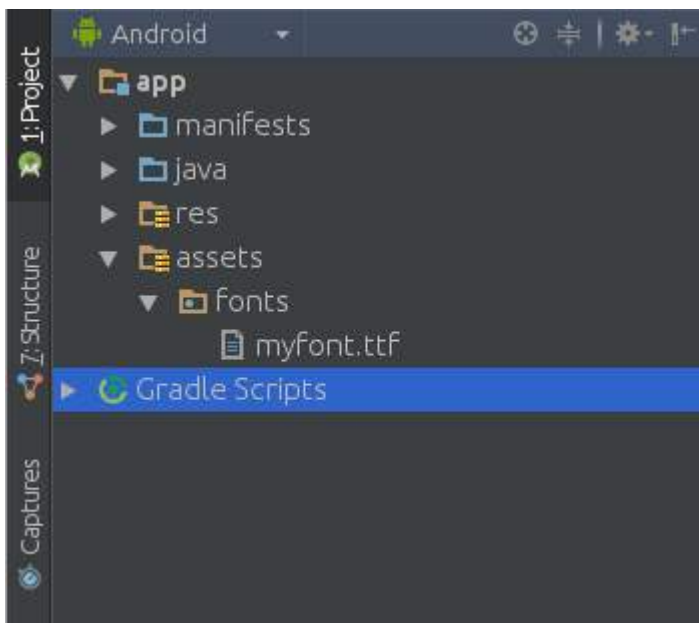 Android
1: Project
app
manifests
java
res
assets
fonts
myfont.ttf
Gradle Scripts
7: Structure
Captures